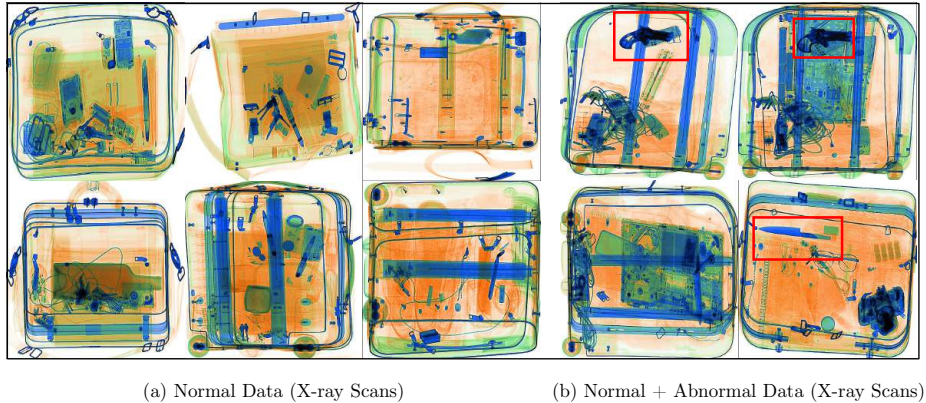 (a) Normal Data (X-ray Scans)
(b) Normal + Abnormal Data (X-ray Scans)